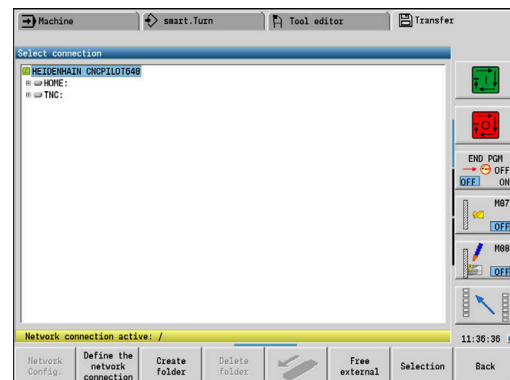 Machine
smart.Turn
Tool editor
Transfer
Select connection
HEIDENHAIN CNCPILOT640
HOME:
TNC:
END PGM
OFF
OFF ON
M07
OFF
M08
OFF
Network connection active: /
11:36:36
Network Config.
Define the network connection
Create folder
Delete folder
Free external
Selection
Back